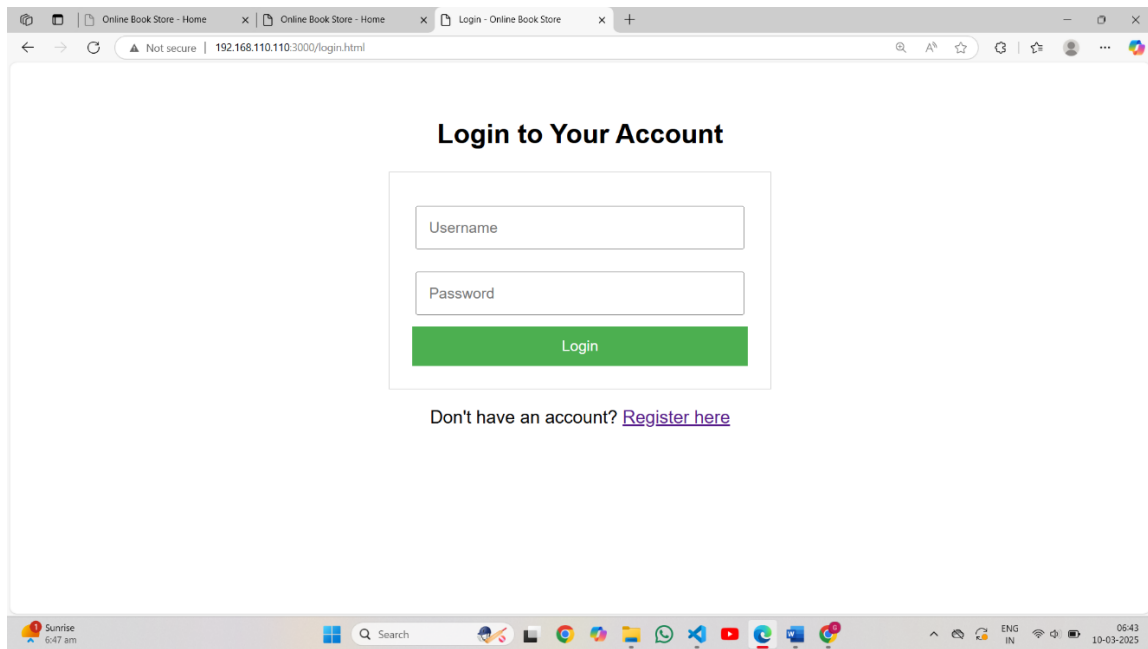 Online Book Store - Home
Online Book Store - Home
Login - Online Book Store
Not secure
192.168.110.110:3000/login.html
Login to Your Account
Username
Password
Login
Don't have an account? Register here
1
Sunrise
6:47 am
Search
ENG
IN
06:43
10-03-2025